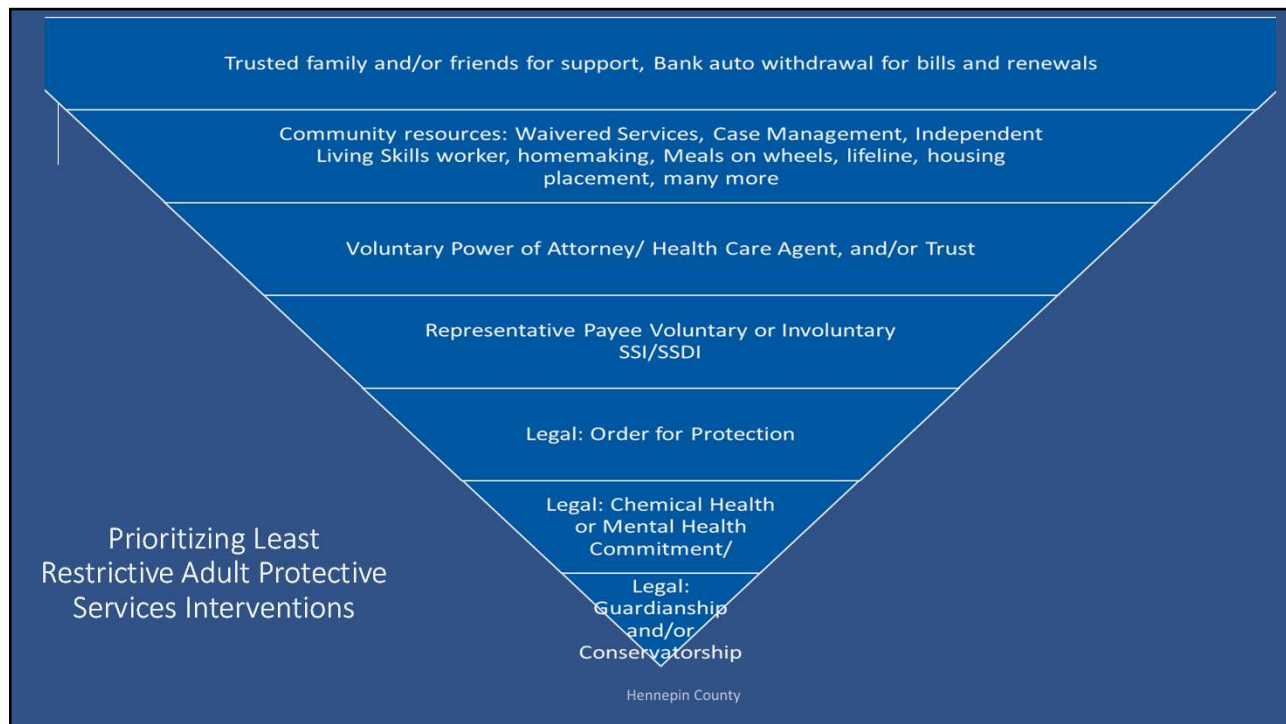 Trusted family and/or friends for support, Bank auto withdrawal for bills and renewals
Community resources: Waivered Services, Case Management, Independent
Living Skills worker, homemaking, Meals on wheels, lifeline, housing
placement, many more
Voluntary Power of Attorney/ Health Care Agent, and/or Trust
Representative Payee Voluntary or Involuntary
SSI/SSDI
Legal: Order for Protection
Legal: Chemical Health
or Mental Health
Commitment/
Legal:
Guardianship
and/or
Conservatorship
Prioritizing Least
Restrictive Adult Protective
Services Interventions
Hennepin County